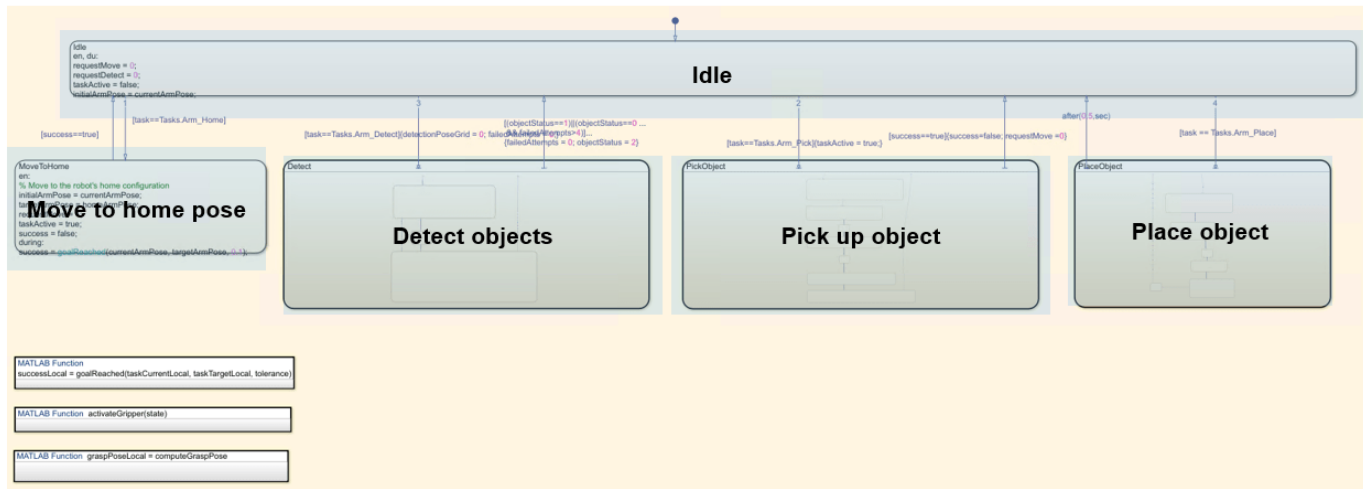 Idle
en, du:
requestMove = 0;
requestDetect = 0;
taskActive = false;
initialArmPose = currentArmPose;
Idle
1
3
2
4
[success==true]
[task==Tasks.Arm_Home]
[task==Tasks.Arm_Detect]{detectionPoseGrid = 0;
[(objectStatus==1)||(objectStatus==0 ...
&& failedAttempts>4)]...
{failedAttempts = 0; objectStatus = 2}
[task==Tasks.Arm_Pick]{taskActive = true;}
[success==true]{success=false; requestMove =0}
after(0.5,sec)
[task == Tasks.Arm_Place]
MoveToHome
en:
% Move to the robot's home configuration
initialArmPose = currentArmPose;
Move to home pose
taskActive = true;
success = false;
during:
success = goalReached(currentArmPose, targetArmPose, 0.1);
Detect
Detect objects
PickObject
Pick up object
PlaceObject
Place object
MATLAB Function
successLocal = goalReached(taskCurrentLocal, taskTargetLocal, tolerance)
MATLAB Function activateGripper(state)
MATLAB Function graspPoseLocal = computeGraspPose